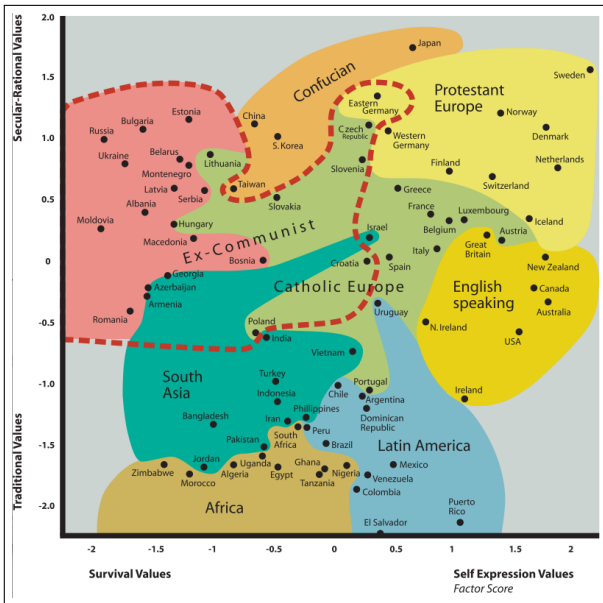 2.0
Japan
Secular-Rational Values
Confucian
Sweden
1.5
Eastern
Germany
Protestant
Europe
Estonia
Bulgaria
China
Norway
Russia
S. Korea
Czech
Republic
Western
Germany
Denmark
1.0
Ukraine
Belarus
Lithuania
Slovenia
Finland
Netherlands
Montenegro
Switzerland
Latvia
Serbia
Taiwan
Greece
0.5
Albania
Slovakia
France
Luxembourg
Iceland
Moldovia
Hungary
Israel
Belgium
Great
Britain
Austria
Macedonia
Ex-Communist
Italy
0
Bosnia
Croatia
Spain
New Zealand
Georgia
Catholic Europe
English
speaking
Azerbaijan
Canada
Armenia
Uruguay
Australia
-0.5
Romania
Poland
N. Ireland
India
USA
Vietnam
South
Asia
Turkey
-1.0
Indonesia
Chile
Portugal
Argentina
Ireland
Bangladesh
Iran
Phillippines
Dominican
Republic
South
Africa
Peru
-1.5
Pakistan
Brazil
Latin America
Traditional Values
Jordan
Uganda
Ghana
Mexico
Zimbabwe
Morocco
Algeria
Egypt
Tanzania
Nigeria
Venezuela
Colombia
-2.0
Africa
Puerto
Rico
El Salvador
-2
-1.5
-1
-0.5
0
0.5
1
1.5
2
Survival Values
Self Expression Values
Factor Score